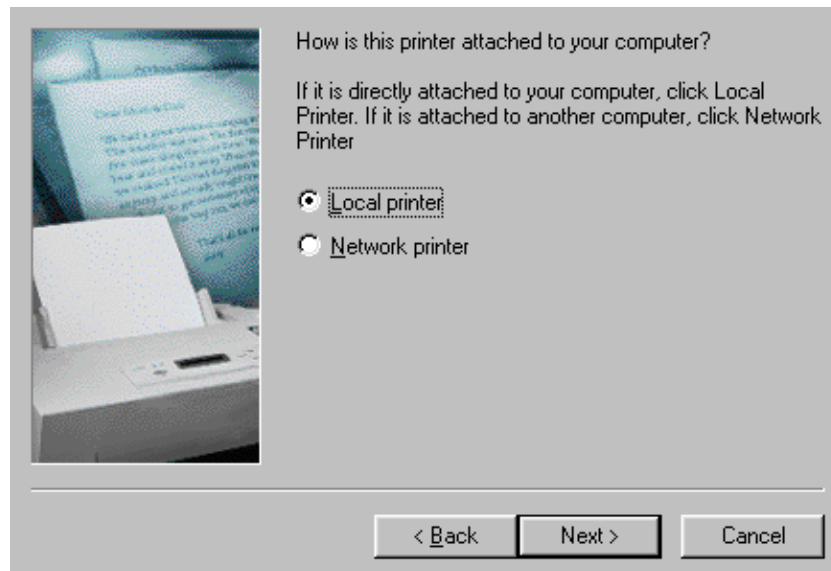 How is this printer attached to your computer?
If it is directly attached to your computer, click Local
Printer. If it is attached to another computer, click Network
Printer
Local printer
Network printer
< Back
Next >
Cancel